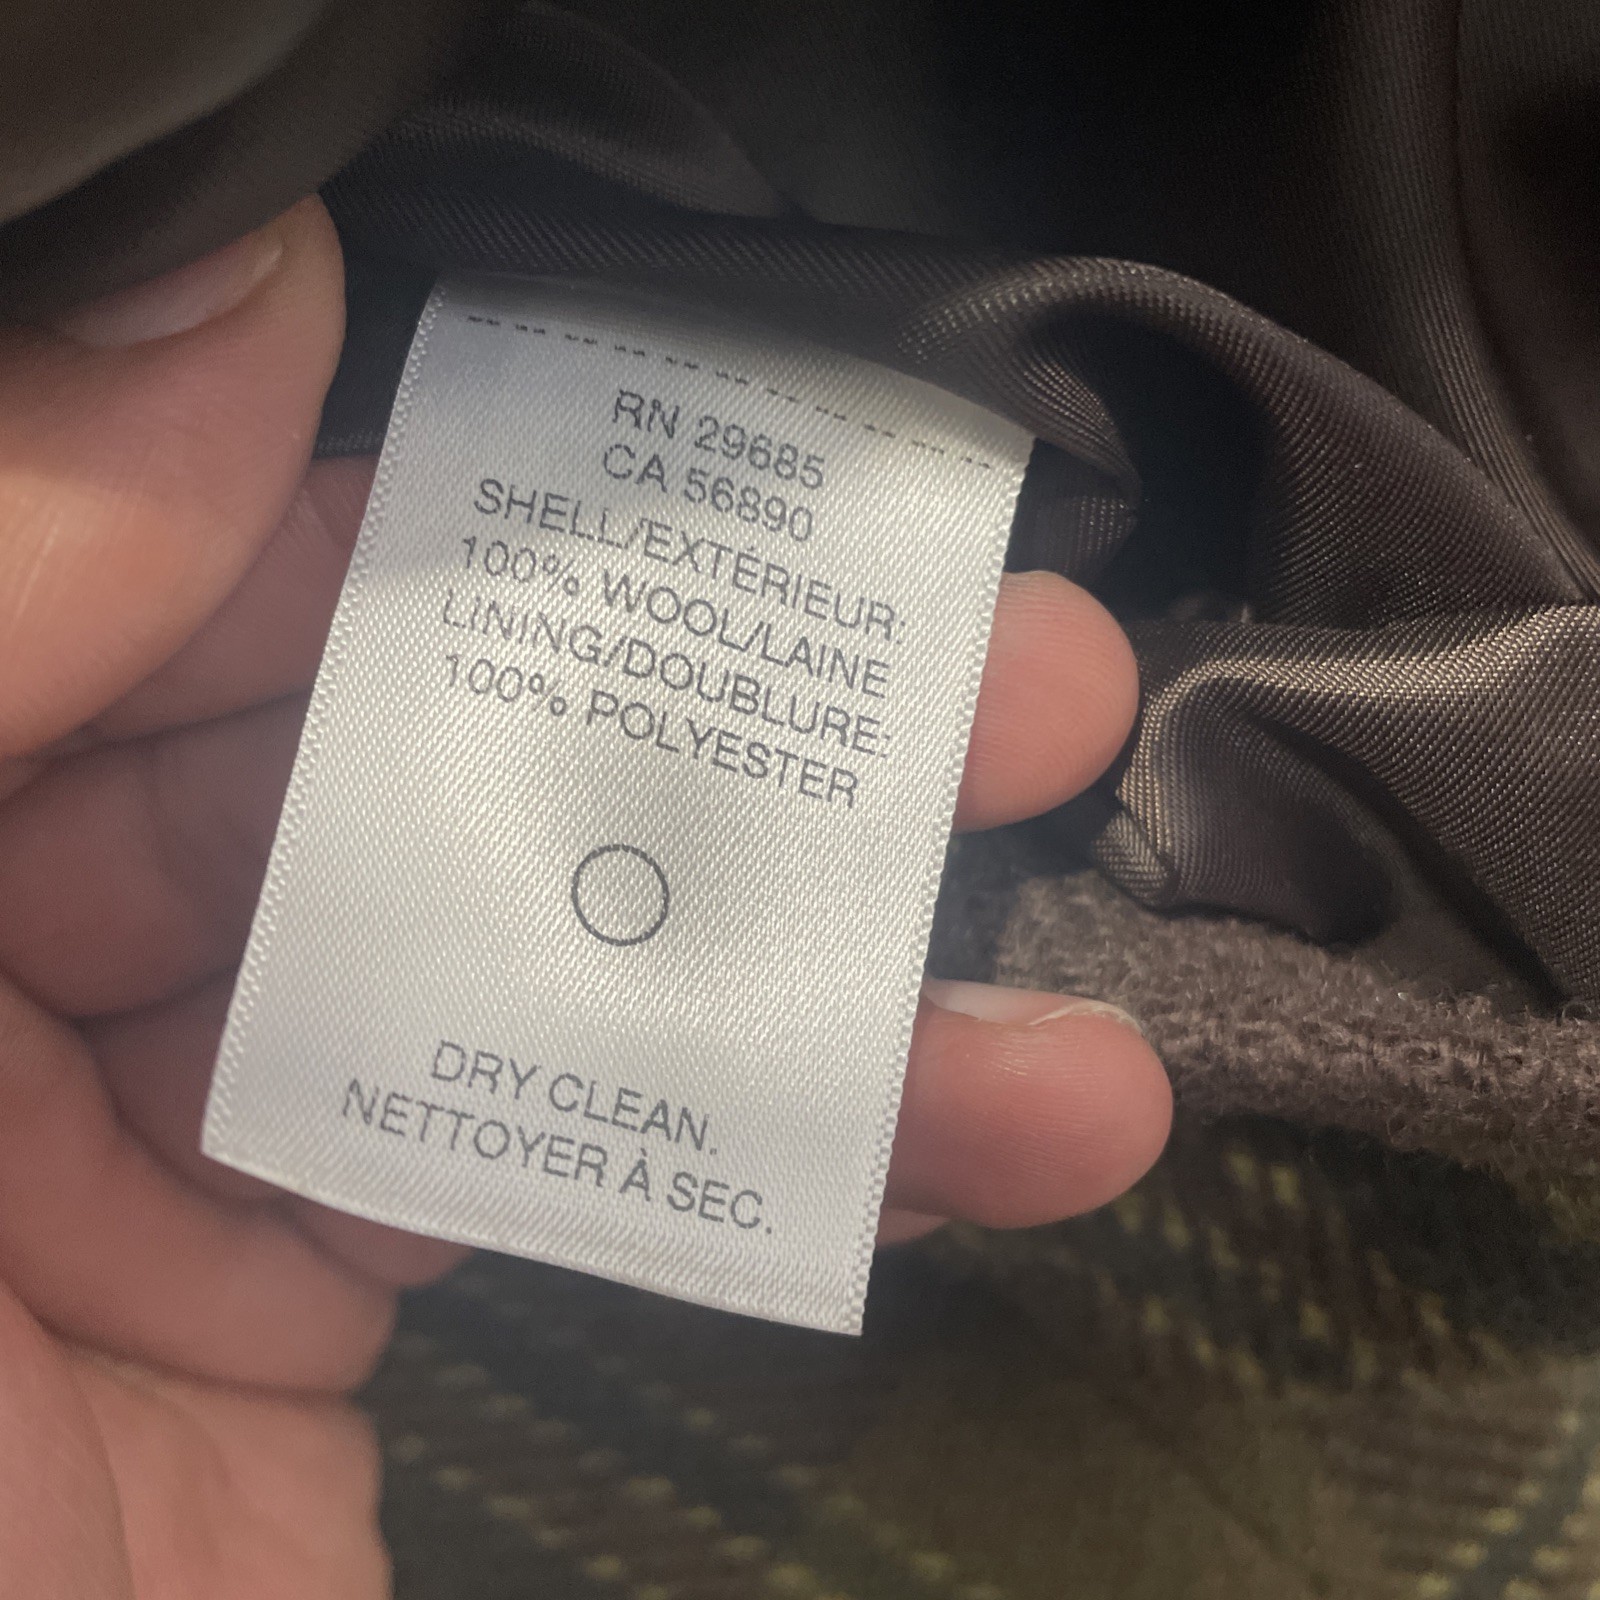 RN 29685
CA 56890
SHELL/EXTÉRIEUR:
100% WOOL/LAINE
LINING/DOUBLURE:
100% POLYESTER
DRY CLEAN.
NETTOYER À SEC.